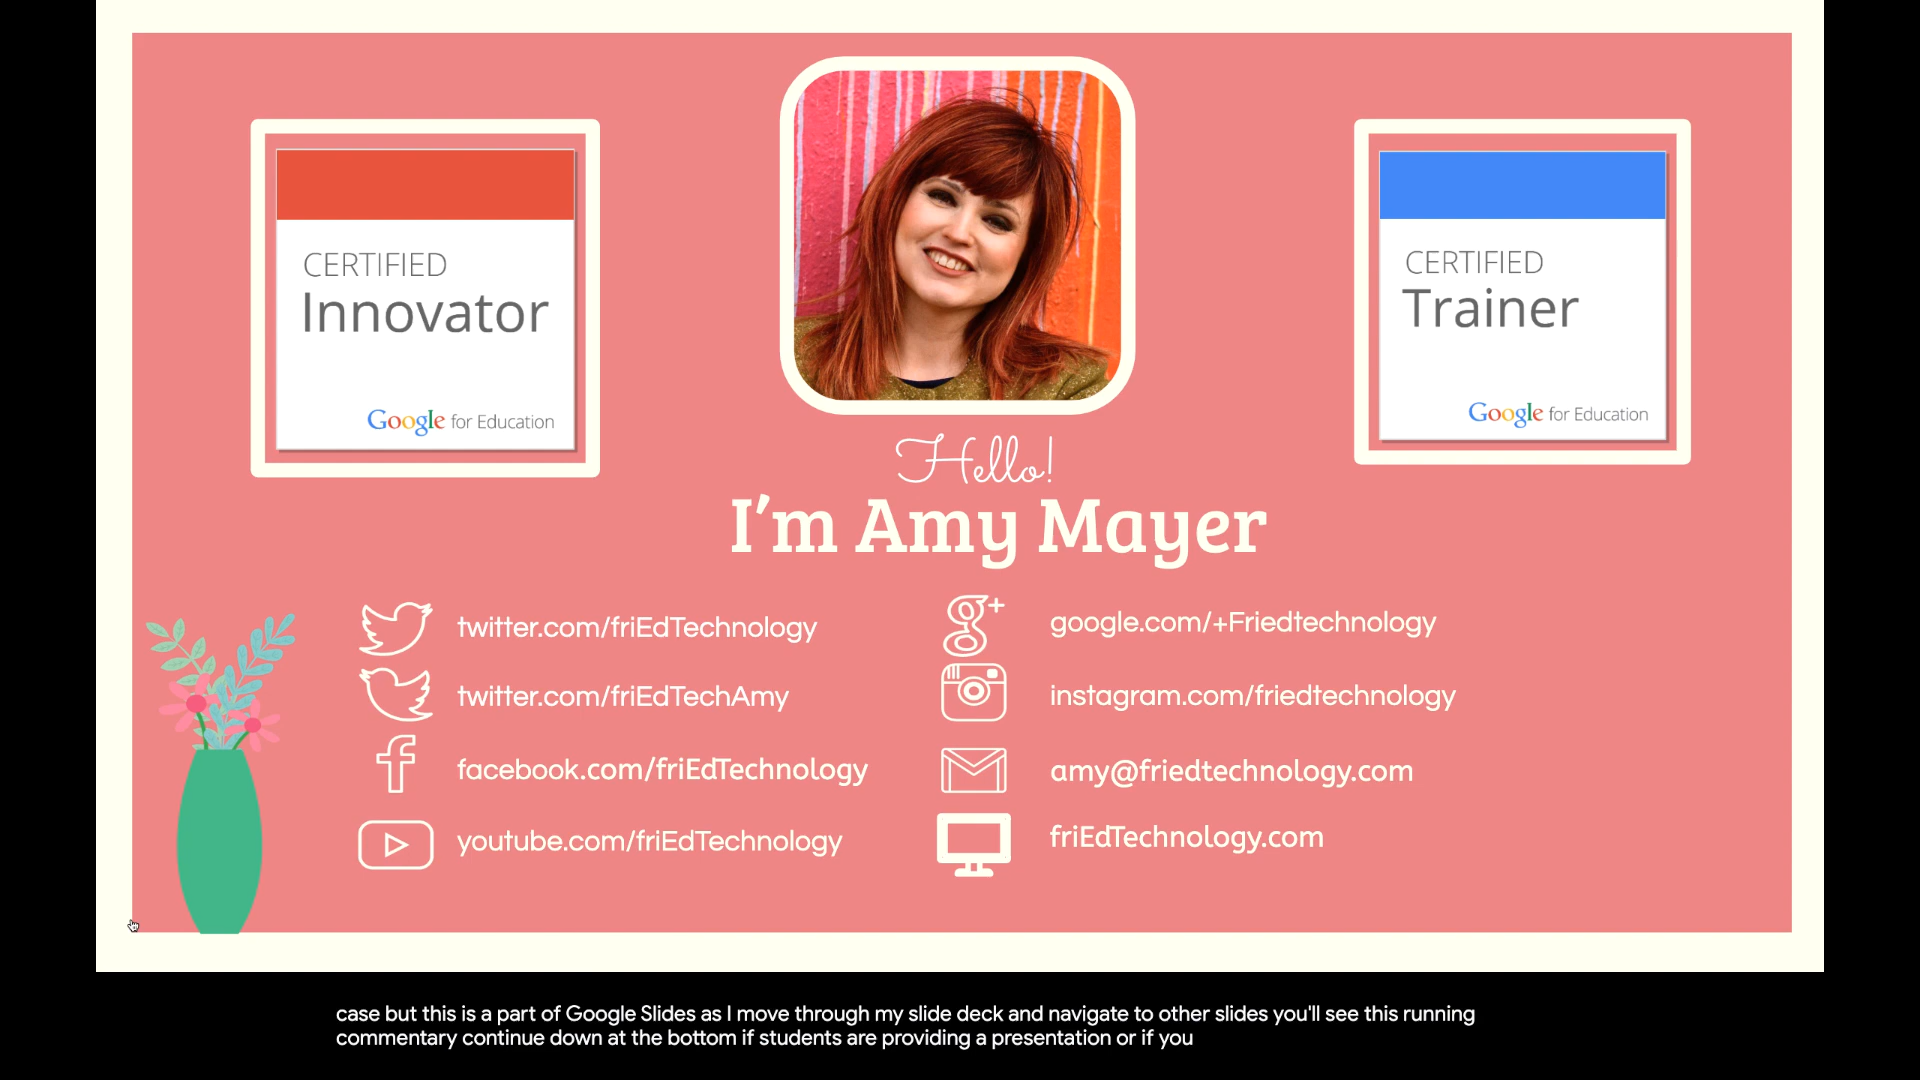 CERTIFIED
Innovator
Google for Education
CERTIFIED
Trainer
Google for Education
Hello!
I'm Amy Mayer
twitter.com/friEdTechnology
twitter.com/friEdTechAmy
facebook.com/friEdTechnology
youtube.com/friEdTechnology
g+
google.com/+Friedtechnology
instagram.com/friedtechnology
amy@friedtechnology.com
friEdTechnology.com
case but this is a part of Google Slides as I move through my slide deck and navigate to other slides you'll see this running
commentary continue down at the bottom if students are providing a presentation or if you